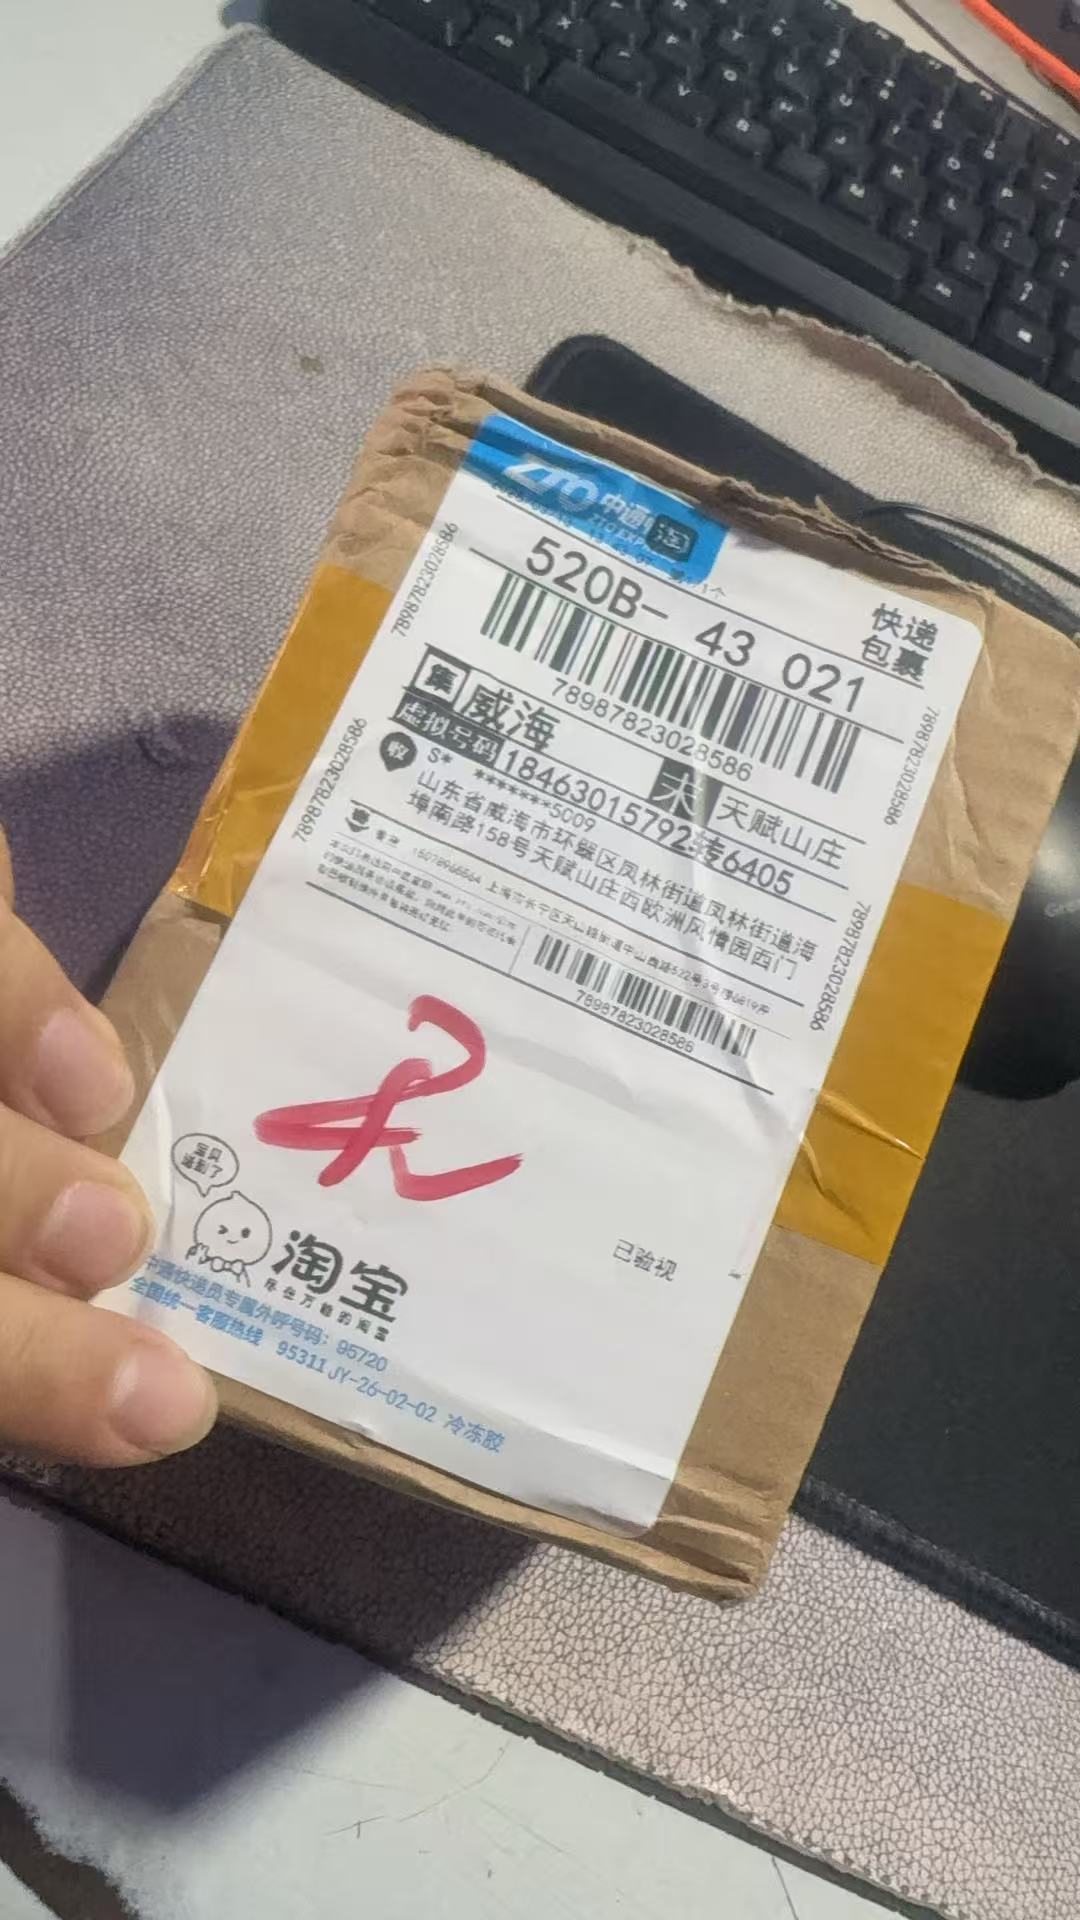 ZTO 中通
淘
快递
包裹
520B- 43 021
78987823028586
78987823028586
集 威海
末 天赋山庄
虚拟号码 18463015792转6405
收 S* *******5009
山东省威海市环翠区凤林街道凤林街道海
埠南路158号天赋山庄西欧洲风情园西门
78987823028586
78987823028586
78987823028586
78987823028586
宝贝
送到了
淘宝
已验视
中通快递员专属外呼号码：95720
全国统一客服热线 95311 JY-26-02-02 冷冻胶